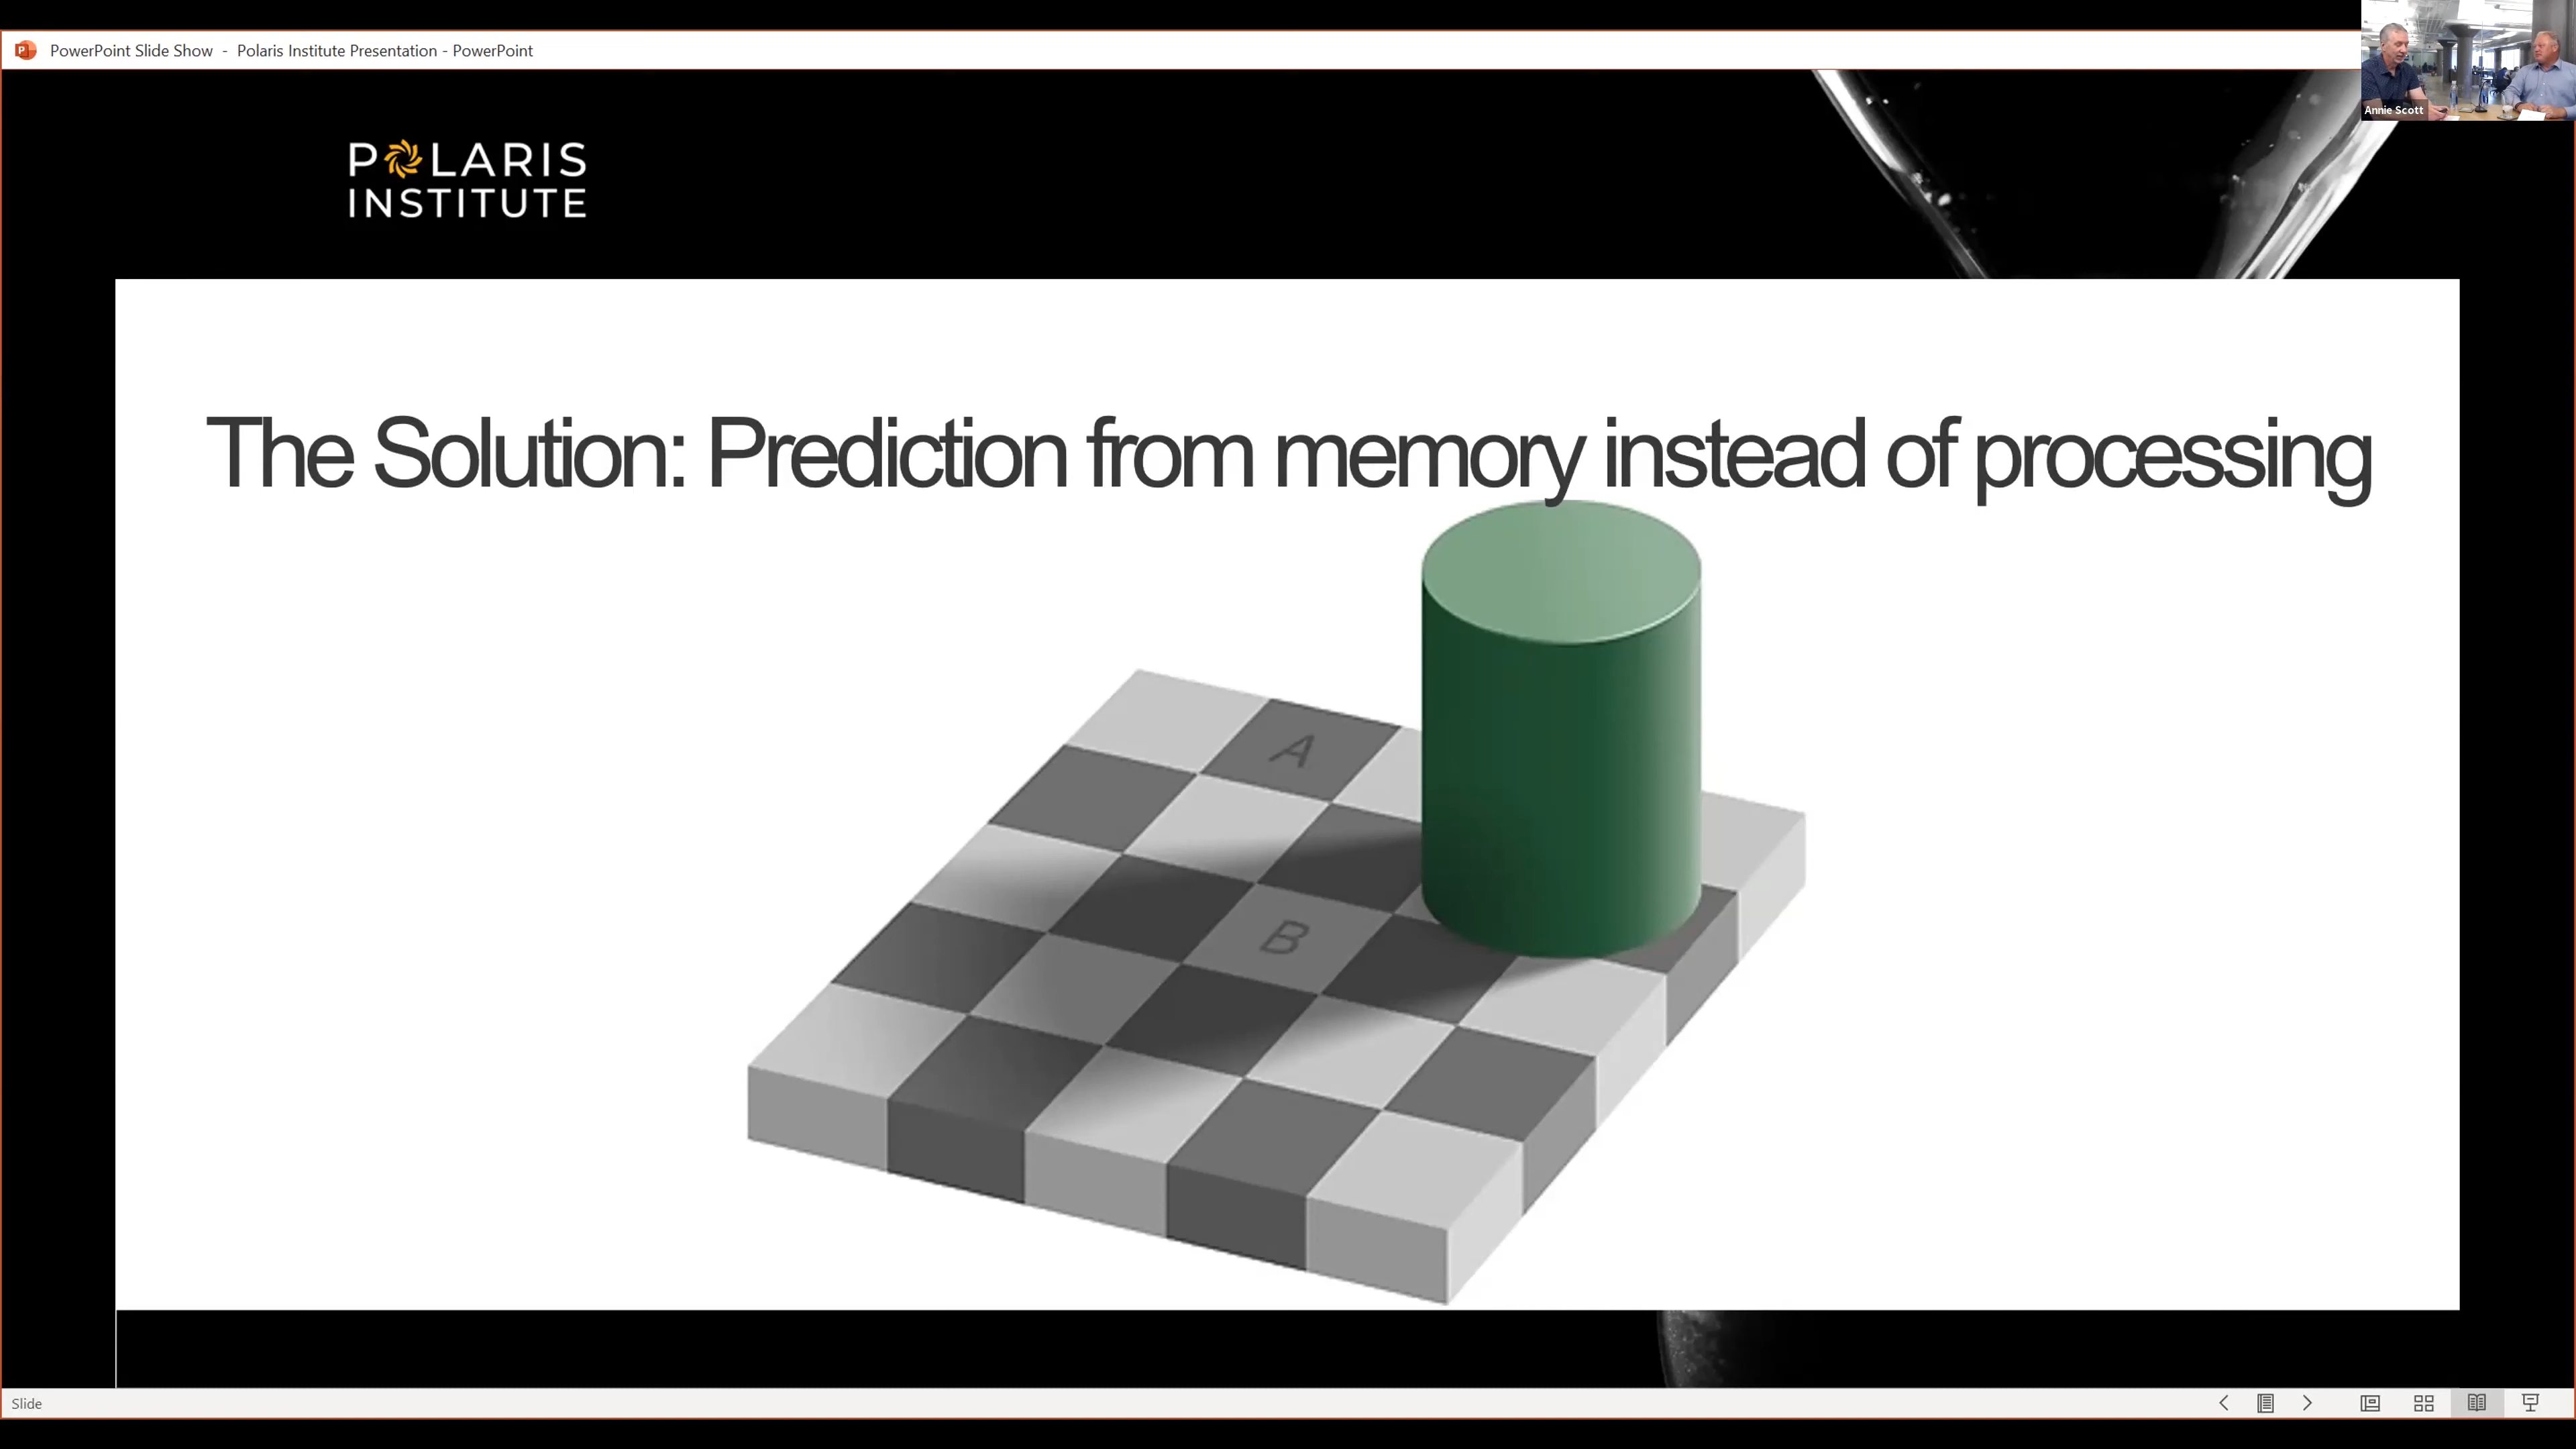 PowerPoint Slide Show - Polaris Institute Presentation - PowerPoint
Annie Scott
POLARIS
INSTITUTE
The Solution: Prediction from memory instead of processing
A
B
Slide